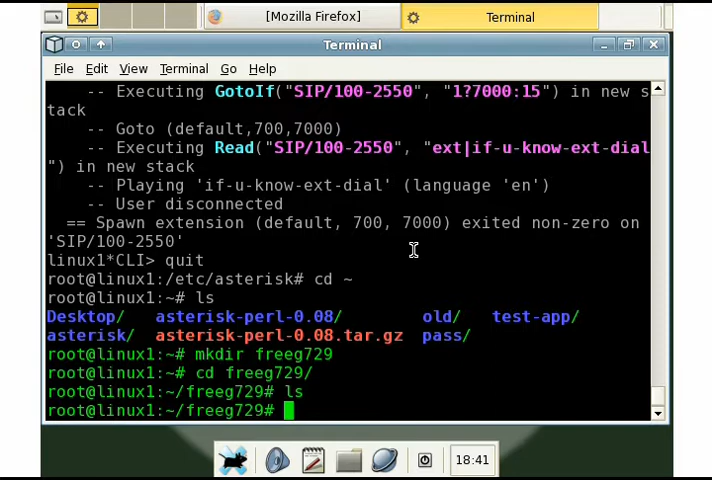 [Mozilla Firefox]
Terminal
Terminal
File Edit View Terminal Go Help
-- Executing GotoIf("SIP/100-2550", "1?7000:15") in new s
tack
-- Goto (default,700,7000)
-- Executing Read("SIP/100-2550", "ext|if-u-know-ext-dial
") in new stack
-- Playing 'if-u-know-ext-dial' (language 'en')
-- User disconnected
== Spawn extension (default, 700, 7000) exited non-zero on
'SIP/100-2550'
linux1*CLI> quit
root@linux1:/etc/asterisk# cd ~
root@linux1:~# ls
Desktop/ asterisk-perl-0.08/ old/ test-app/
asterisk/ asterisk-perl-0.08.tar.gz pass/
root@linux1:~# mkdir freeg729
root@linux1:~# cd freeg729/
root@linux1:~/freeg729# ls
root@linux1:~/freeg729#
18:41